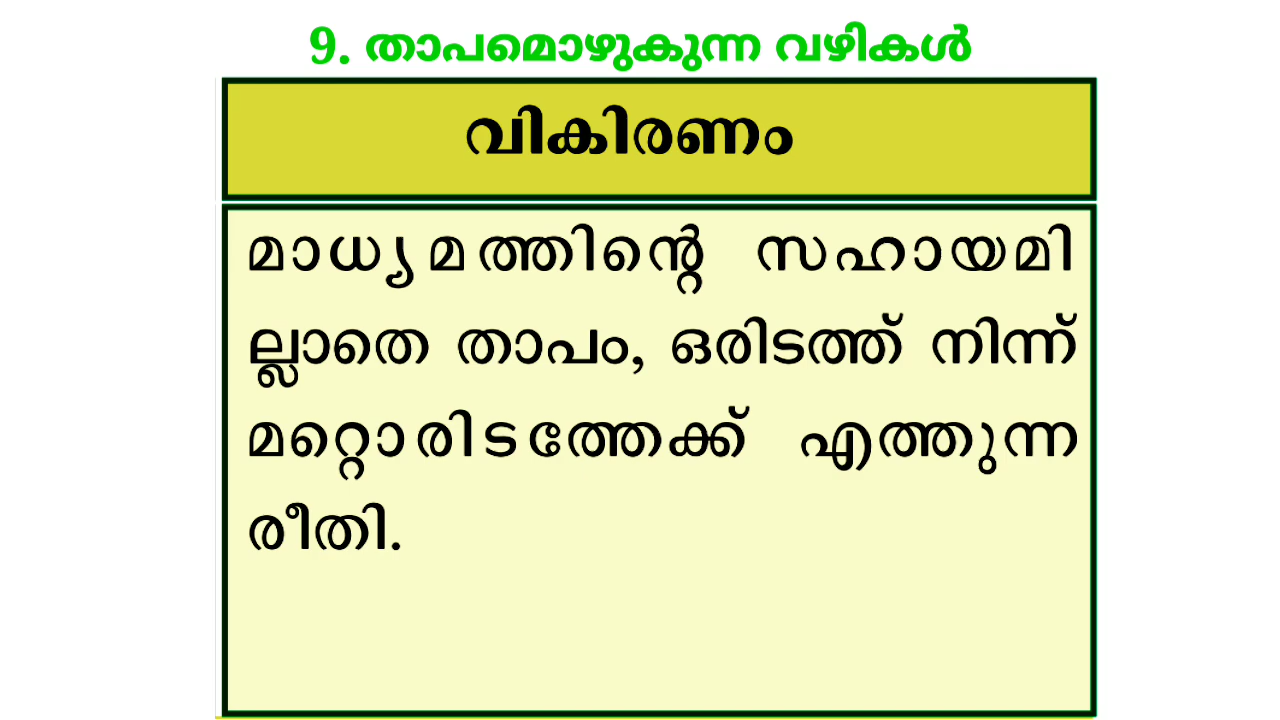 9. താപമൊഴുകുന്ന വഴികൾ
വികിരണം
മാധ്യമത്തിന്റെ സഹായമി
ല്ലാതെ താപം, ഒരിടത്ത് നിന്ന്
മറ്റൊരിടത്തേക്ക് എത്തുന്ന
രീതി.